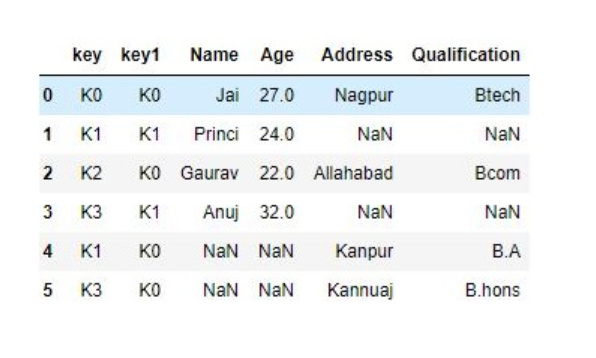 key key1 Name Age Address Qualification
0 K0 K0 Jai 27.0 Nagpur Btech
1 K1 K1 Princi 24.0 NaN NaN
2 K2 K0 Gaurav 22.0 Allahabad Bcom
3 K3 K1 Anuj 32.0 NaN NaN
4 K1 K0 NaN NaN Kanpur B.A
5 K3 K0 NaN NaN Kannuaj B.hons